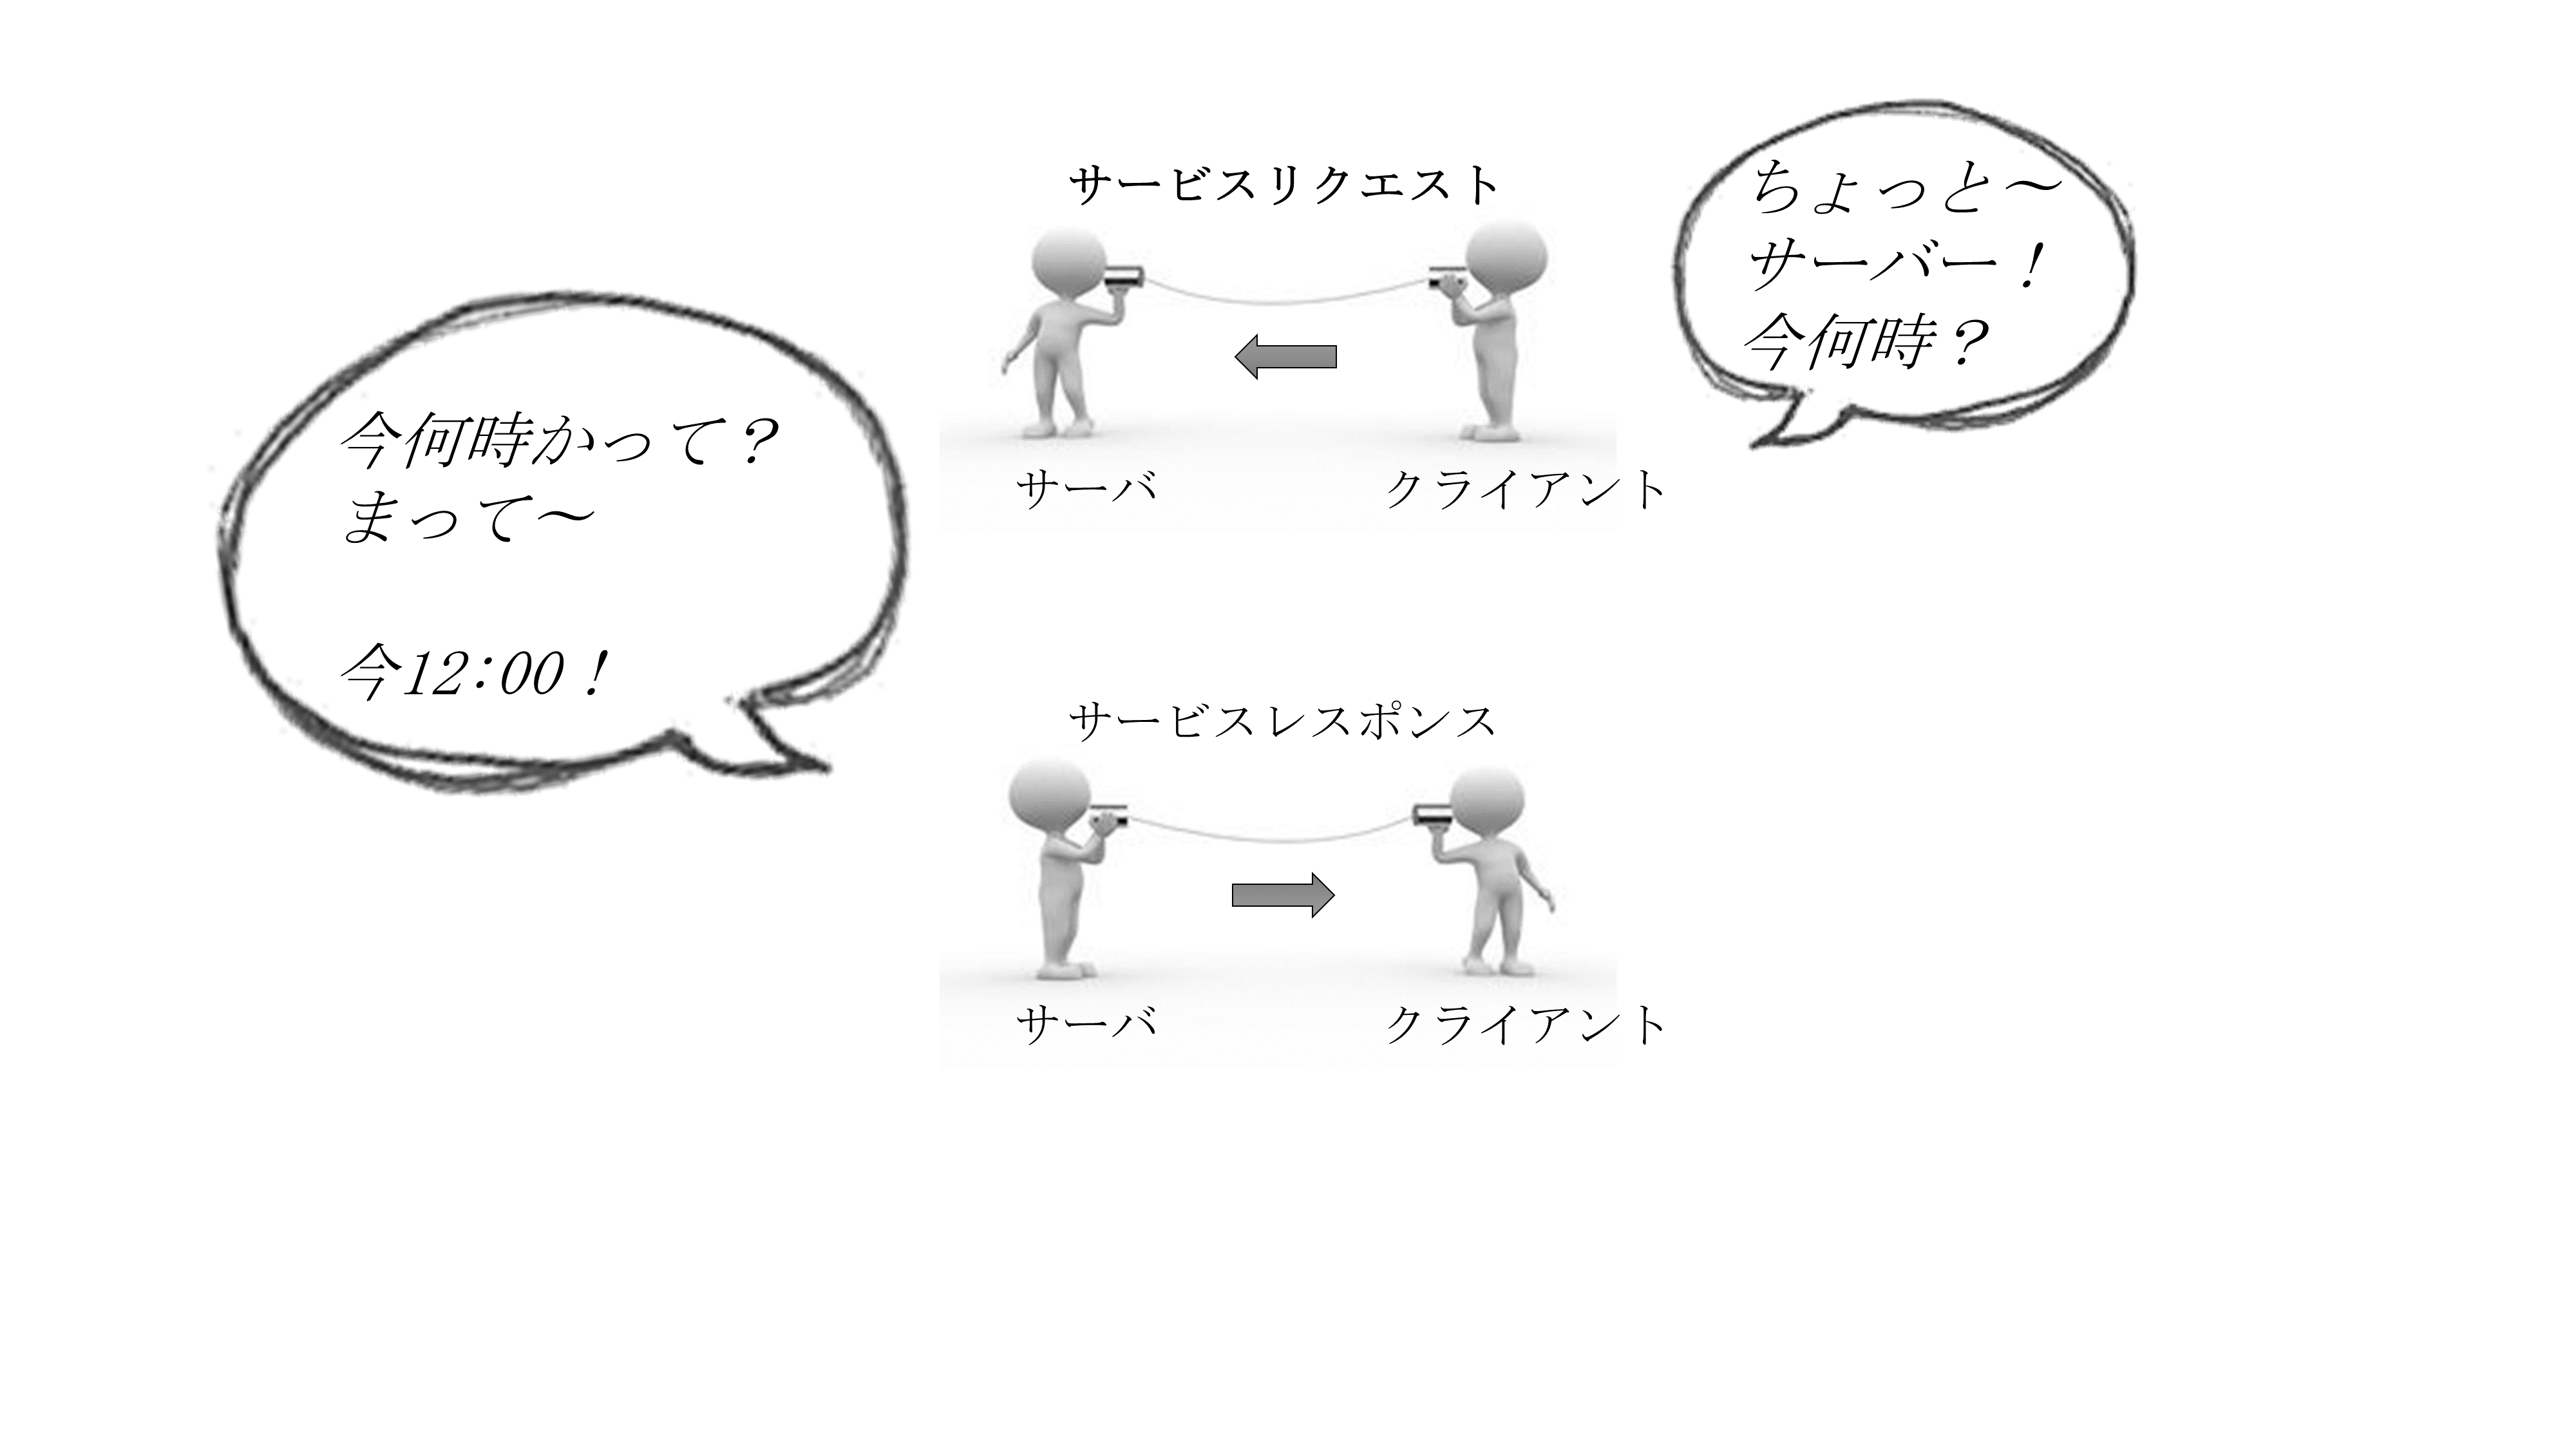 サービスリクエスト
ちょっと～
サーバー！
今何時？
サーバ
クライアント
今何時かって？
まって～
今12:00！
サービスレスポンス
サーバ
クライアント